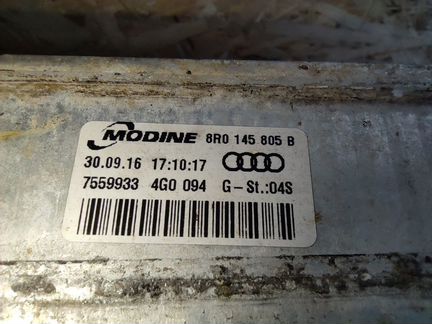 MODINE 8R0 145 805 B
30.09.16 17:10:17
7559933 4G0 094 G-St.:04S